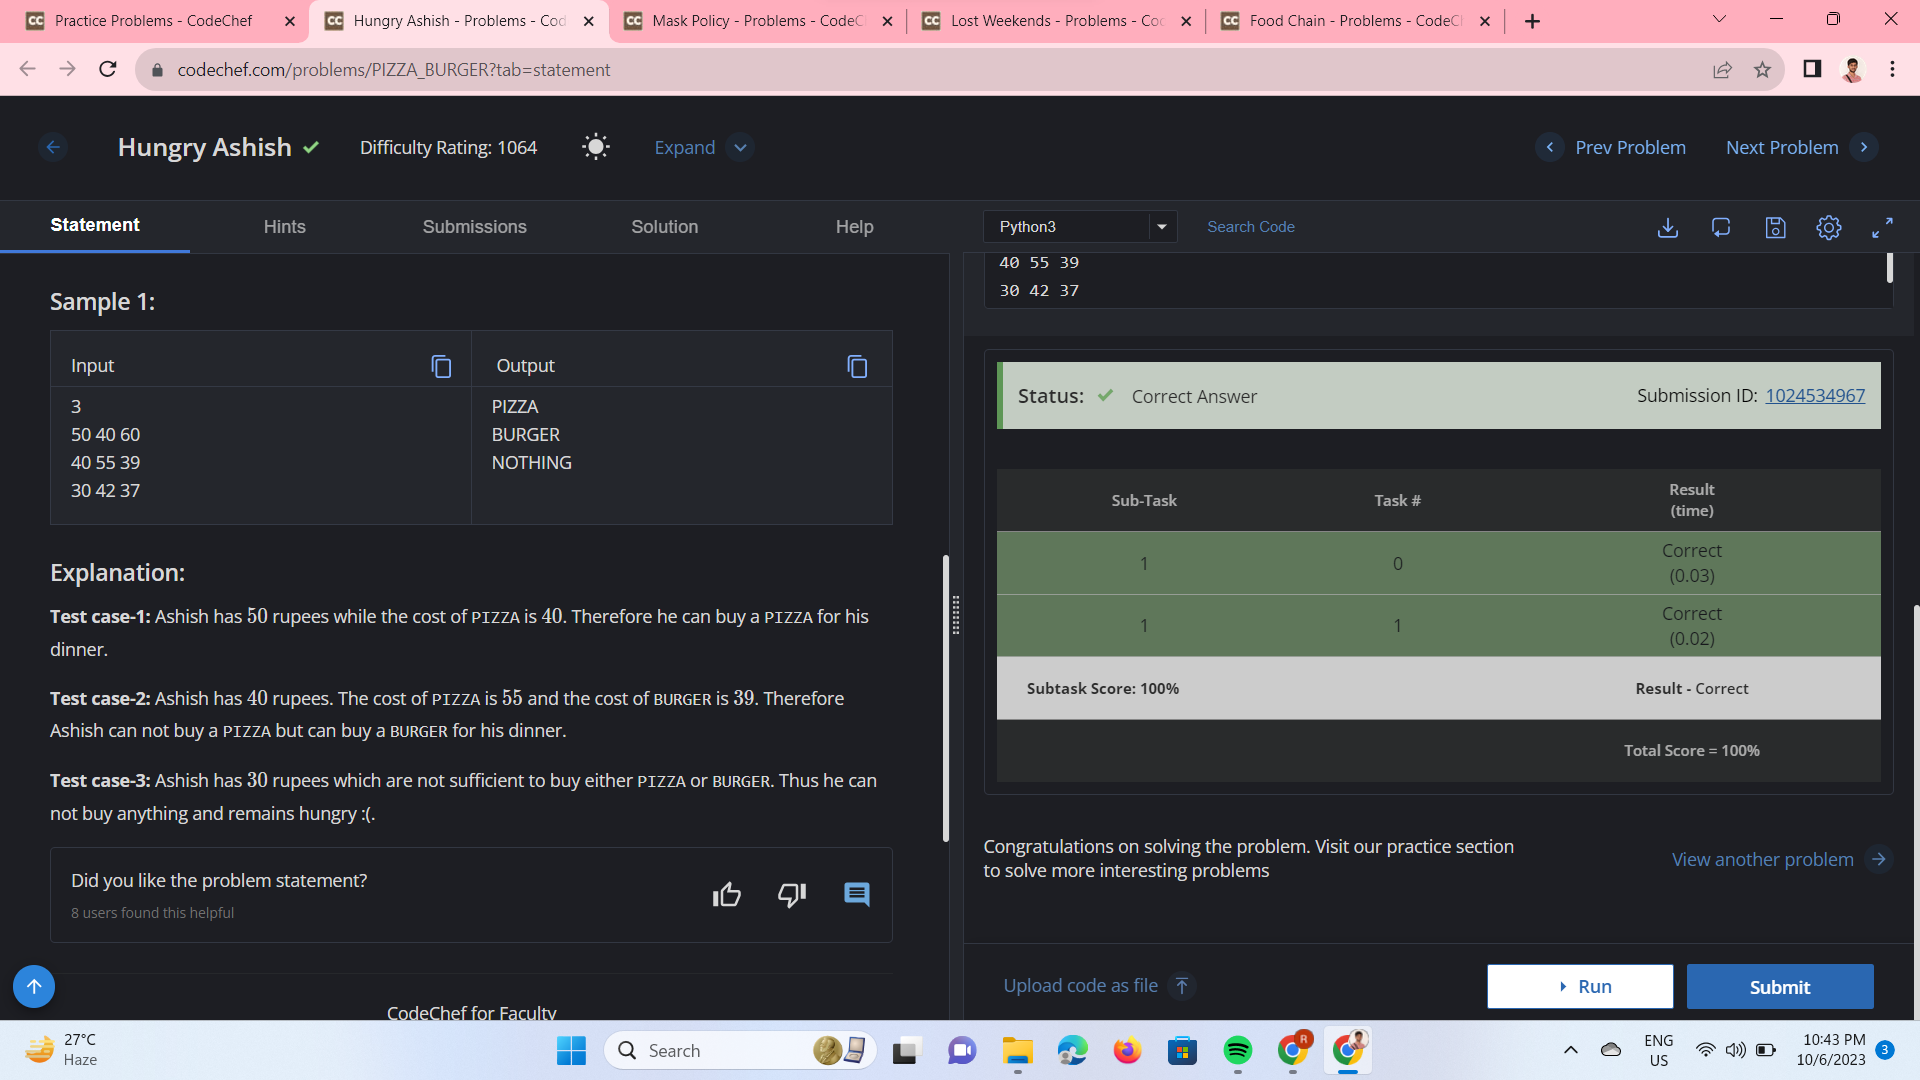 Practice Problems - CodeChef
Hungry Ashish - Problems - Cod
Mask Policy - Problems - CodeC
Lost Weekends - Problems - Co
Food Chain - Problems - CodeC
codechef.com/problems/PIZZA_BURGER?tab=statement
Hungry Ashish
Difficulty Rating: 1064
Expand
Prev Problem
Next Problem
Statement
Hints
Submissions
Solution
Help
Python3
Search Code
40 55 39
30 42 37
Sample 1:
Input
Output
3
50 40 60
40 55 39
30 42 37
PIZZA
BURGER
NOTHING
Explanation:
Test case-1: Ashish has 50 rupees while the cost of PIZZA is 40. Therefore he can buy a PIZZA for his
dinner.
Test case-2: Ashish has 40 rupees. The cost of PIZZA is 55 and the cost of BURGER is 39. Therefore
Ashish can not buy a PIZZA but can buy a BURGER for his dinner.
Test case-3: Ashish has 30 rupees which are not sufficient to buy either PIZZA or BURGER. Thus he can
not buy anything and remains hungry :(.
Did you like the problem statement?
8 users found this helpful
CodeChef for Faculty
Status:
Correct Answer
Submission ID: 1024534967
Sub-Task
Task #
Result
(time)
1
0
Correct
(0.03)
1
1
Correct
(0.02)
Subtask Score: 100%
Result - Correct
Total Score = 100%
Congratulations on solving the problem. Visit our practice section
to solve more interesting problems
View another problem
Upload code as file
Run
Submit
27°C
Haze
Search
R
ENG
US
10:43 PM
10/6/2023
3